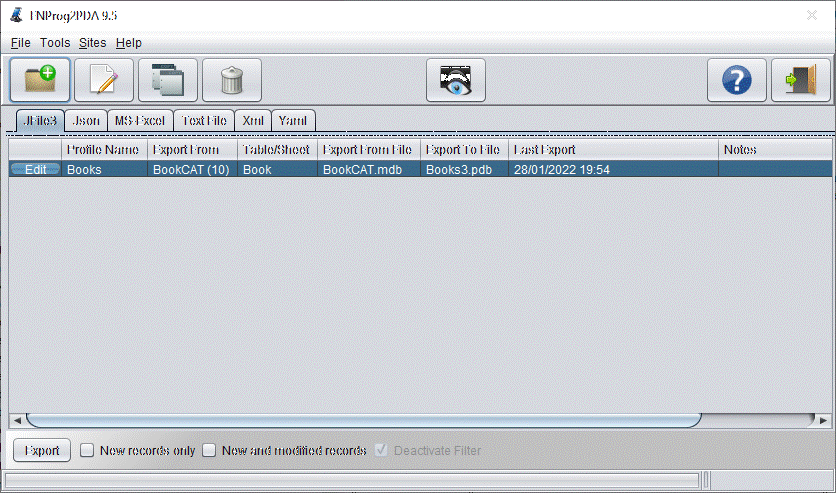 FNProg2PDA 9.5
File Tools Sites Help
JFile3 Json MS-Excel Text File Xml Yaml
Profile Name Export From Table/Sheet Export From File Export To File Last Export Notes
Edit Books BookCAT (10) Book BookCAT.mdb Books3.pdb 28/01/2022 19:54
Export New records only New and modified records Deactivate Filter